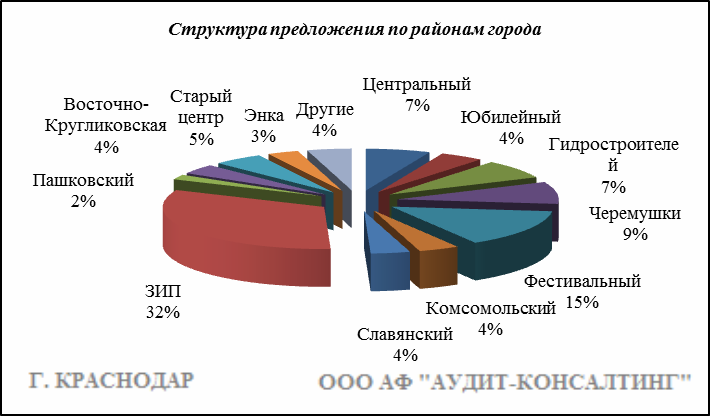 Структура предложения по районам города
Центральный
7%
Юбилейный
4%
Гидростроителе
й
7%
Черемушки
9%
Фестивальный
15%
Комсомольский
4%
Славянский
4%
ЗИП
32%
Пашковский
2%
Восточно-
Кругликовская
4%
Старый
центр
5%
Энка
3%
Другие
4%
Г. КРАСНОДАР
ООО АФ "АУДИТ-КОНСАЛТИНГ"